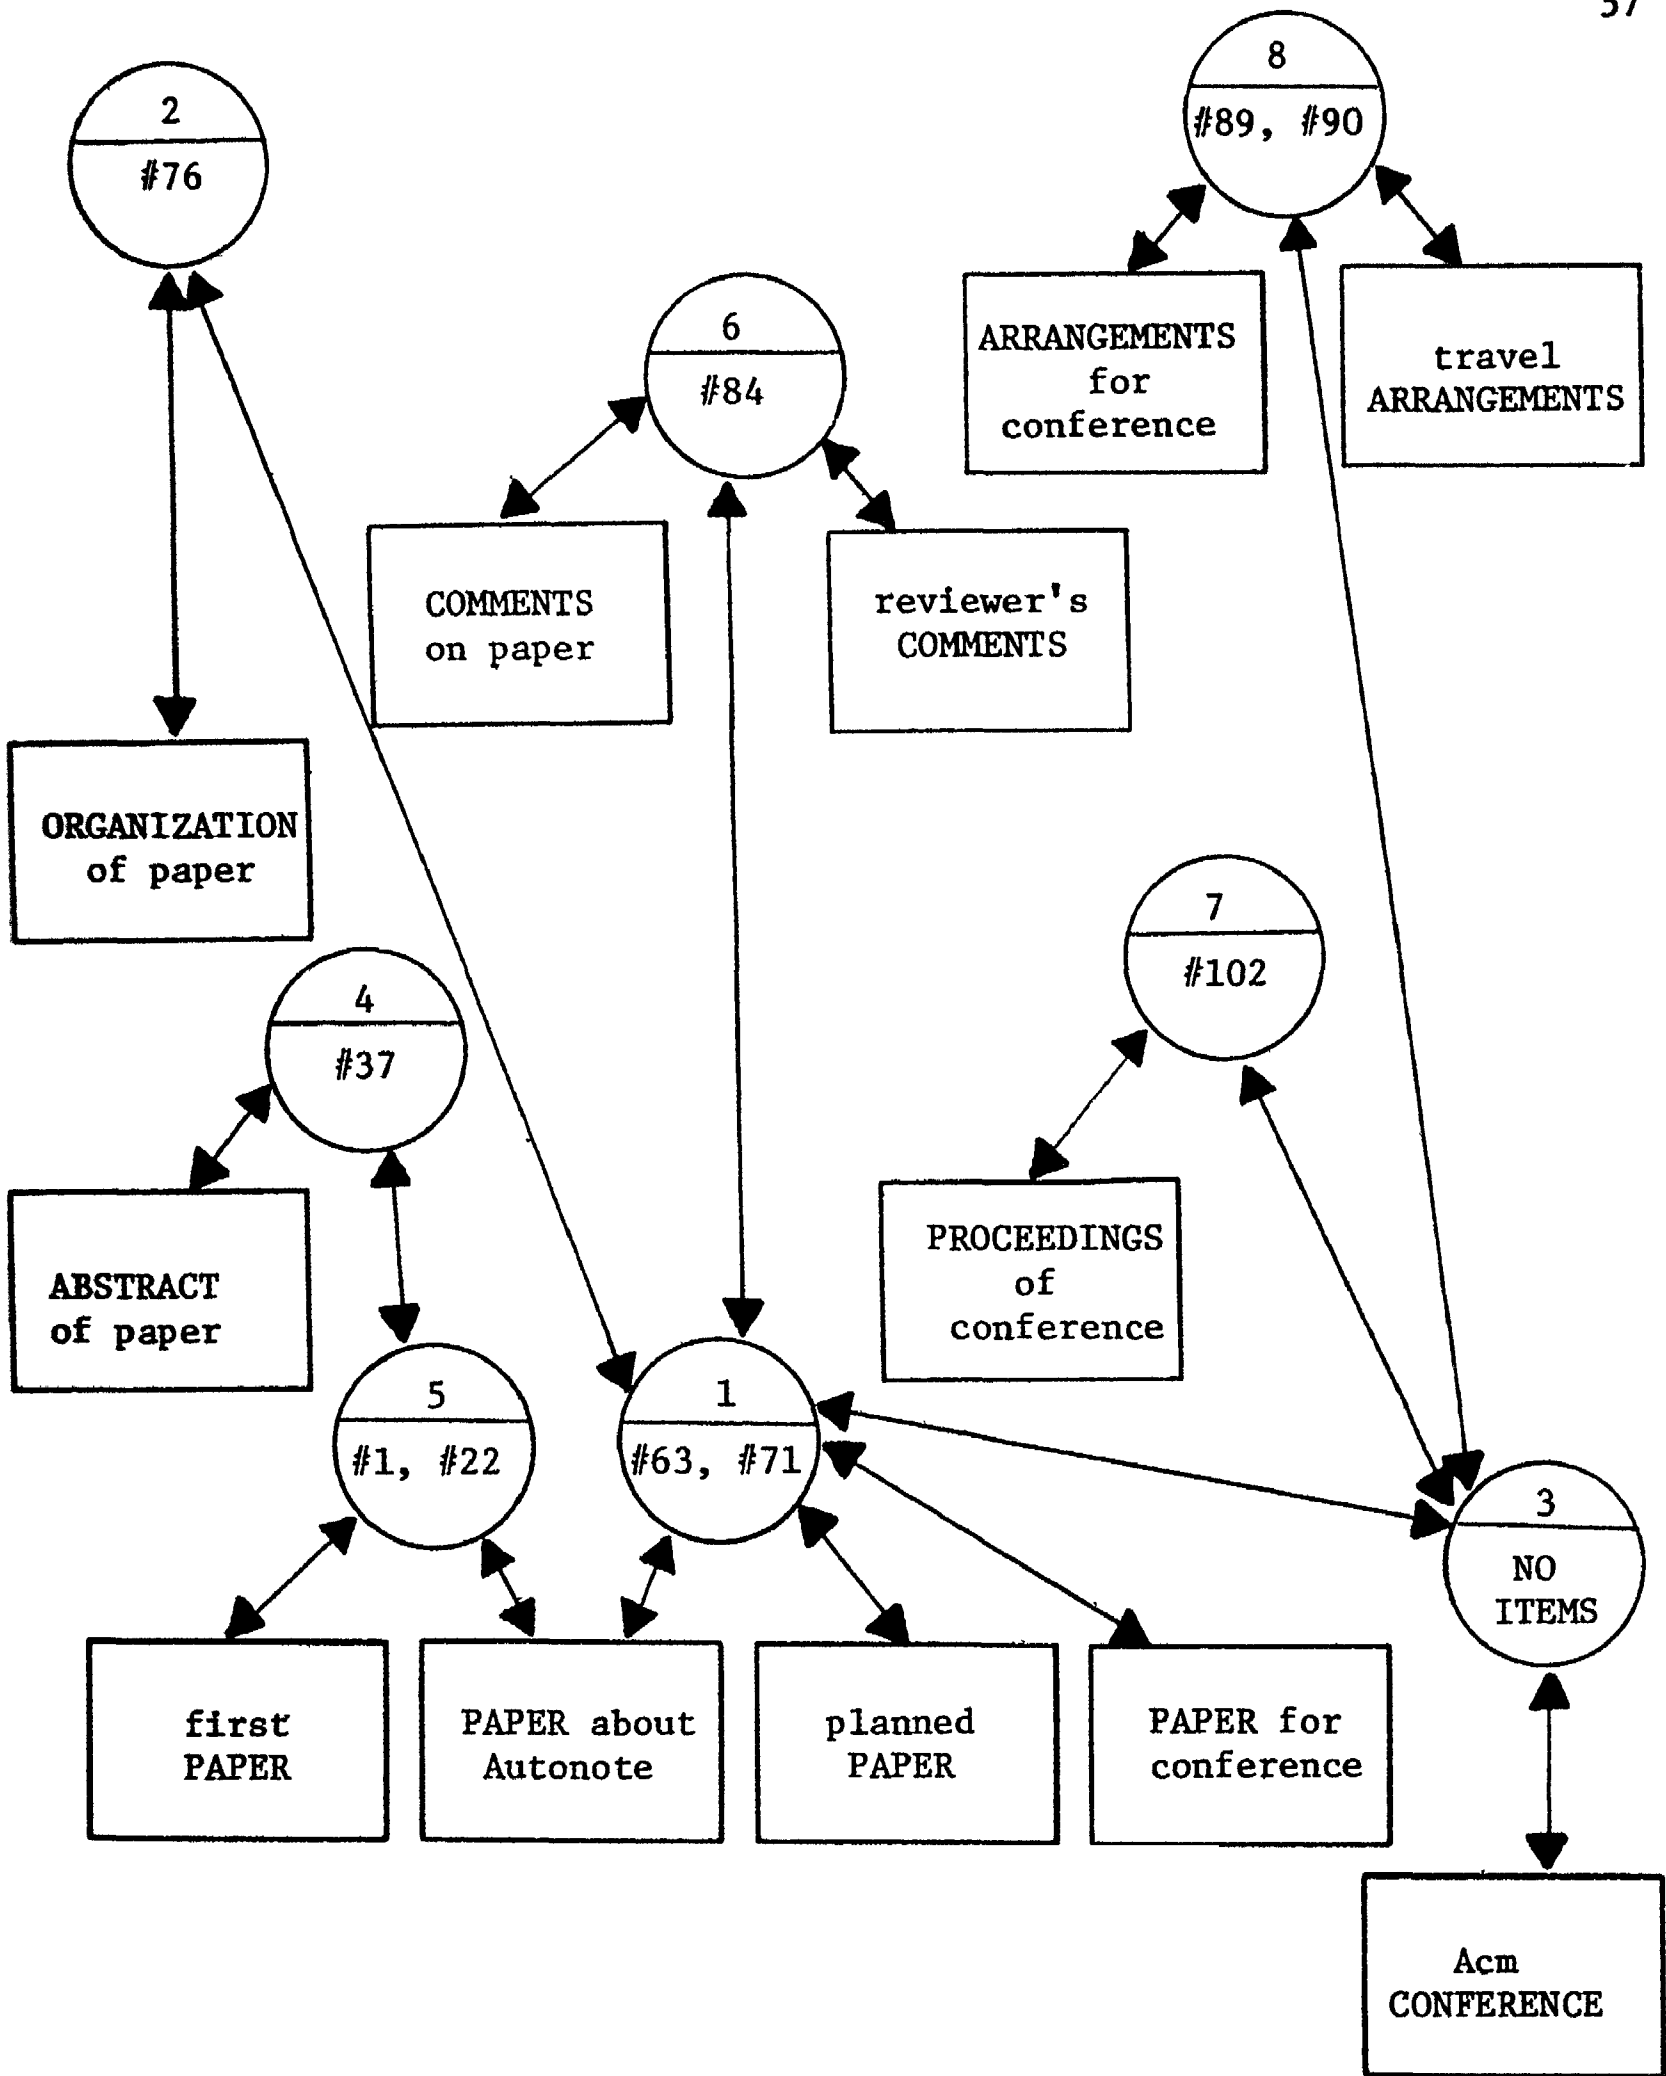 57
8
#89, #90
2
#76
6
#84
ARRANGEMENTS
for
conference
travel
ARRANGEMENTS
COMMENTS
on paper
reviewer's
COMMENTS
ORGANIZATION
of paper
7
#102
4
#37
PROCEEDINGS
of
conference
ABSTRACT
of paper
5
#1, #22
1
#63, #71
3
NO
ITEMS
first
PAPER
PAPER about
Autonote
planned
PAPER
PAPER for
conference
Acm
CONFERENCE